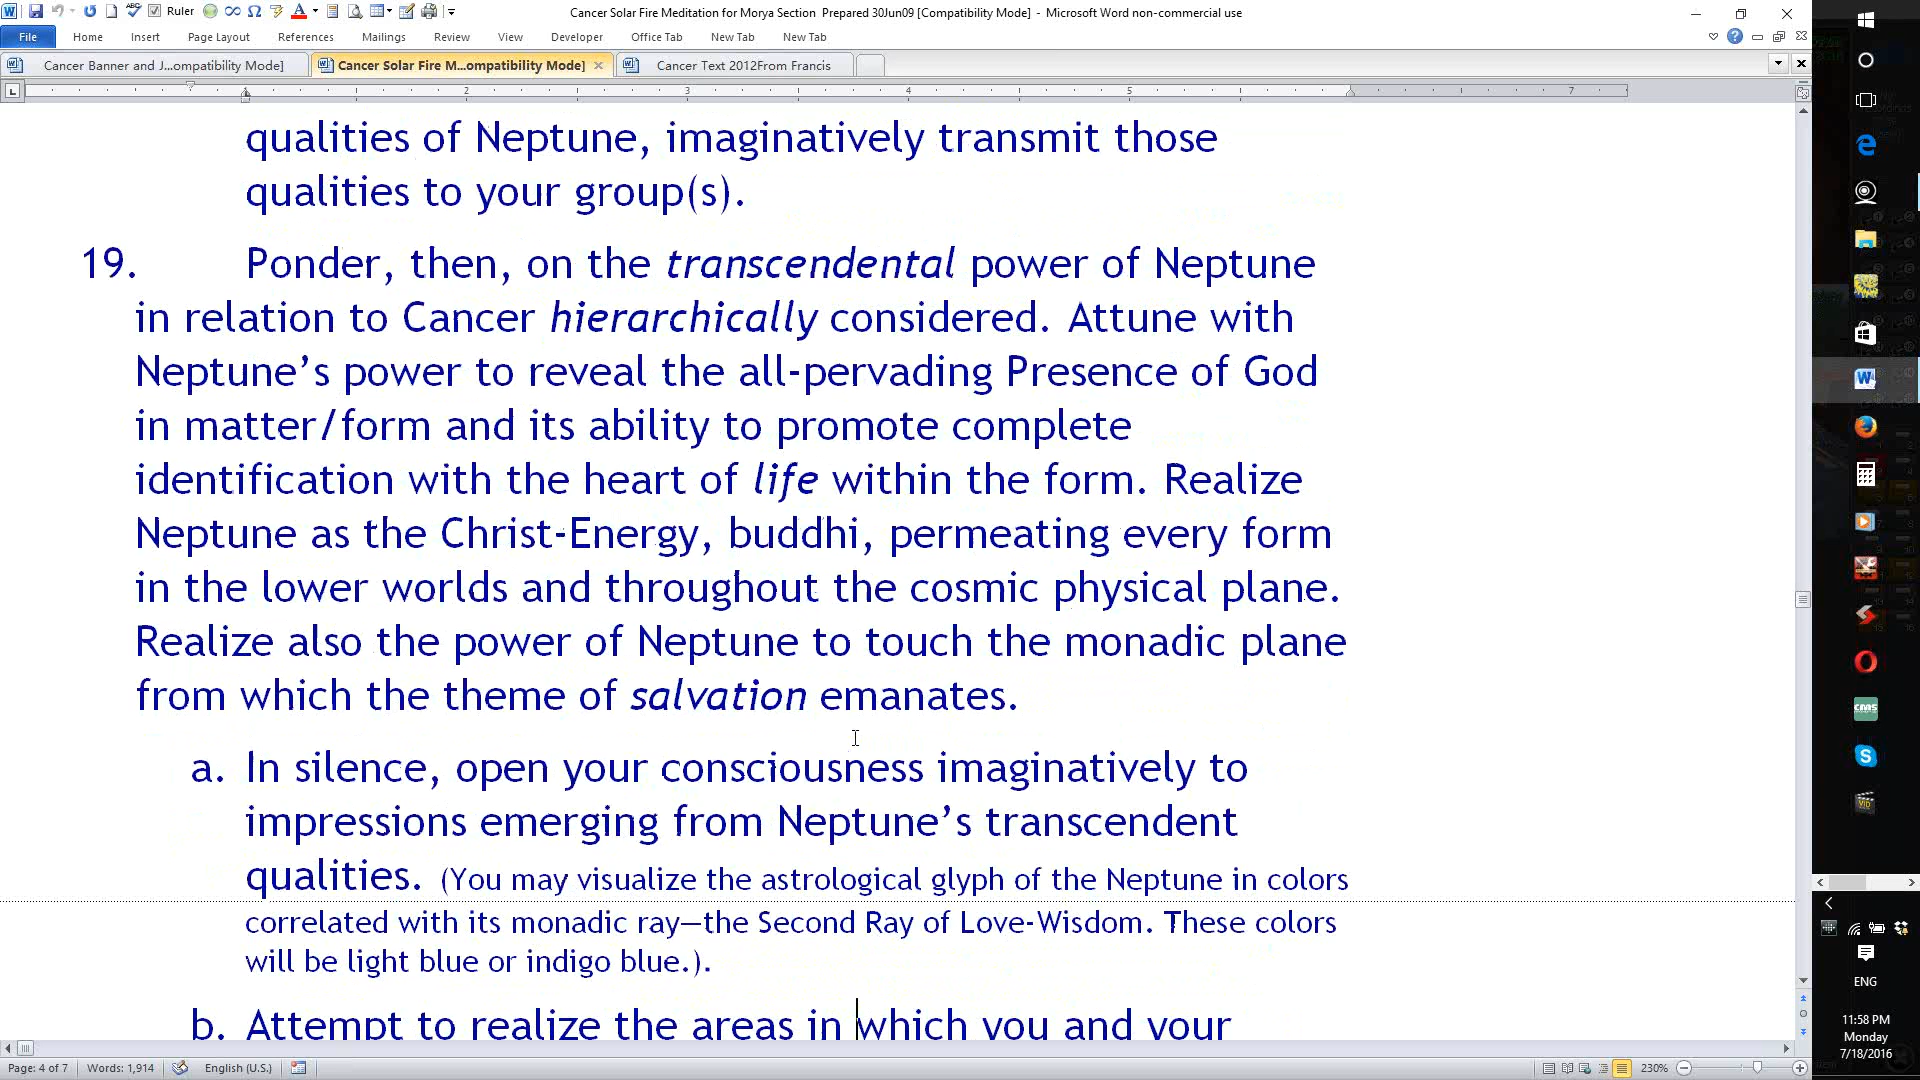 Ruler
Cancer Solar Fire Meditation for Morya Section  Prepared 30Jun09 [Compatibility Mode]  -  Microsoft Word non-commercial use
File Home Insert Page Layout References Mailings Review View Developer Office Tab New Tab New Tab
Cancer Banner and J...ompatibility Mode] Cancer Solar Fire M...ompatibility Mode] Cancer Text 2012From Francis
2 3 4 5 7
qualities of Neptune, imaginatively transmit those
qualities to your group(s).
19. Ponder, then, on the transcendental power of Neptune
in relation to Cancer hierarchically considered. Attune with
Neptune’s power to reveal the all-pervading Presence of God
in matter/form and its ability to promote complete
identification with the heart of life within the form. Realize
Neptune as the Christ-Energy, buddhi, permeating every form
in the lower worlds and throughout the cosmic physical plane.
Realize also the power of Neptune to touch the monadic plane
from which the theme of salvation emanates.
a. In silence, open your consciousness imaginatively to
impressions emerging from Neptune’s transcendent
qualities. (You may visualize the astrological glyph of the Neptune in colors
correlated with its monadic ray—the Second Ray of Love-Wisdom. These colors
will be light blue or indigo blue.).
b. Attempt to realize the areas in which you and your
Page: 4 of 7 Words: 1,914 English (U.S.) 230%
ENG
11:58 PM
Monday
7/18/2016